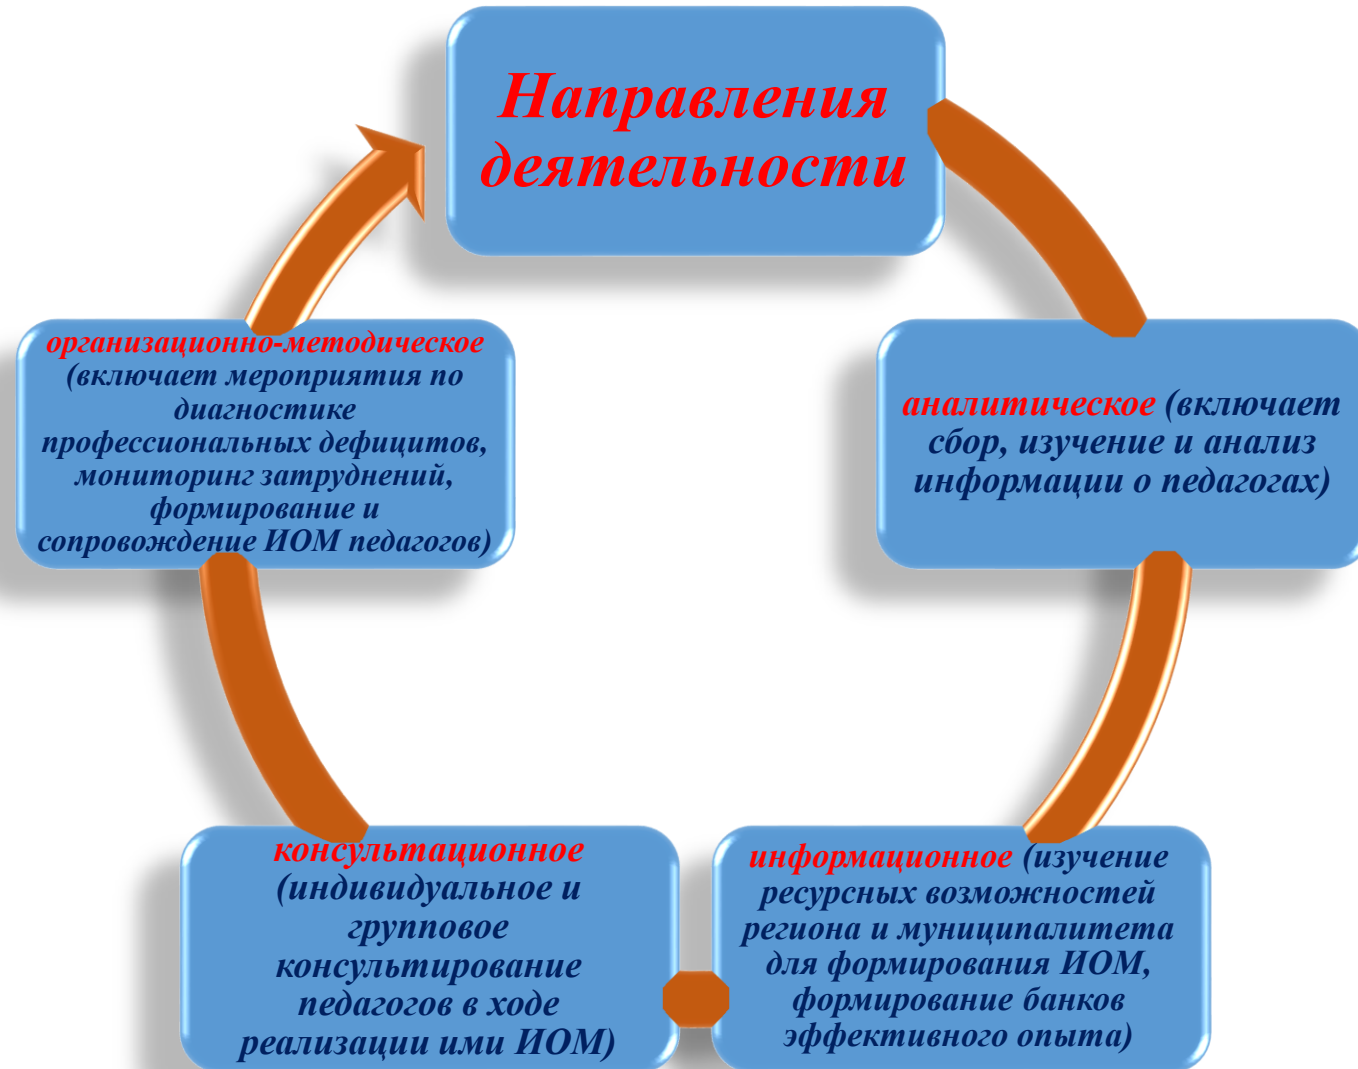 Направления
деятельности
аналитическое (включает
сбор, изучение и анализ
информации о педагогах)
информационное (изучение
ресурсных возможностей
региона и муниципалитета
для формирования ИОМ,
формирование банков
эффективного опыта)
консультационное
(индивидуальное и
групповое
консультирование
педагогов в ходе
реализации ими ИОМ)
организационно-методическое
(включает мероприятия по
диагностике
профессиональных дефицитов,
мониторинг затруднений,
формирование и
сопровождение ИОМ педагогов)